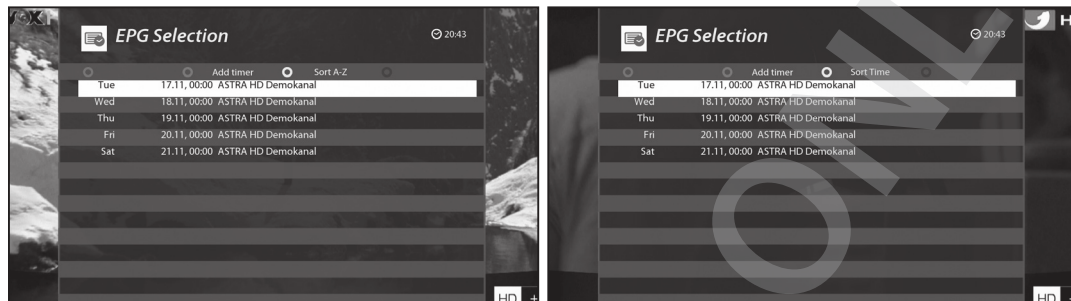 EPG Selection
20:43
Add timer
Sort A-Z
Tue 17.11, 00:00 ASTRA HD Demokanal
Wed 18.11, 00:00 ASTRA HD Demokanal
Thu 19.11, 00:00 ASTRA HD Demokanal
Fri 20.11, 00:00 ASTRA HD Demokanal
Sat 21.11, 00:00 ASTRA HD Demokanal
HD +
EPG Selection
20:43
Add timer
Sort Time
Tue 17.11, 00:00 ASTRA HD Demokanal
Wed 18.11, 00:00 ASTRA HD Demokanal
Thu 19.11, 00:00 ASTRA HD Demokanal
Fri 20.11, 00:00 ASTRA HD Demokanal
Sat 21.11, 00:00 ASTRA HD Demokanal
H
HD
ONL